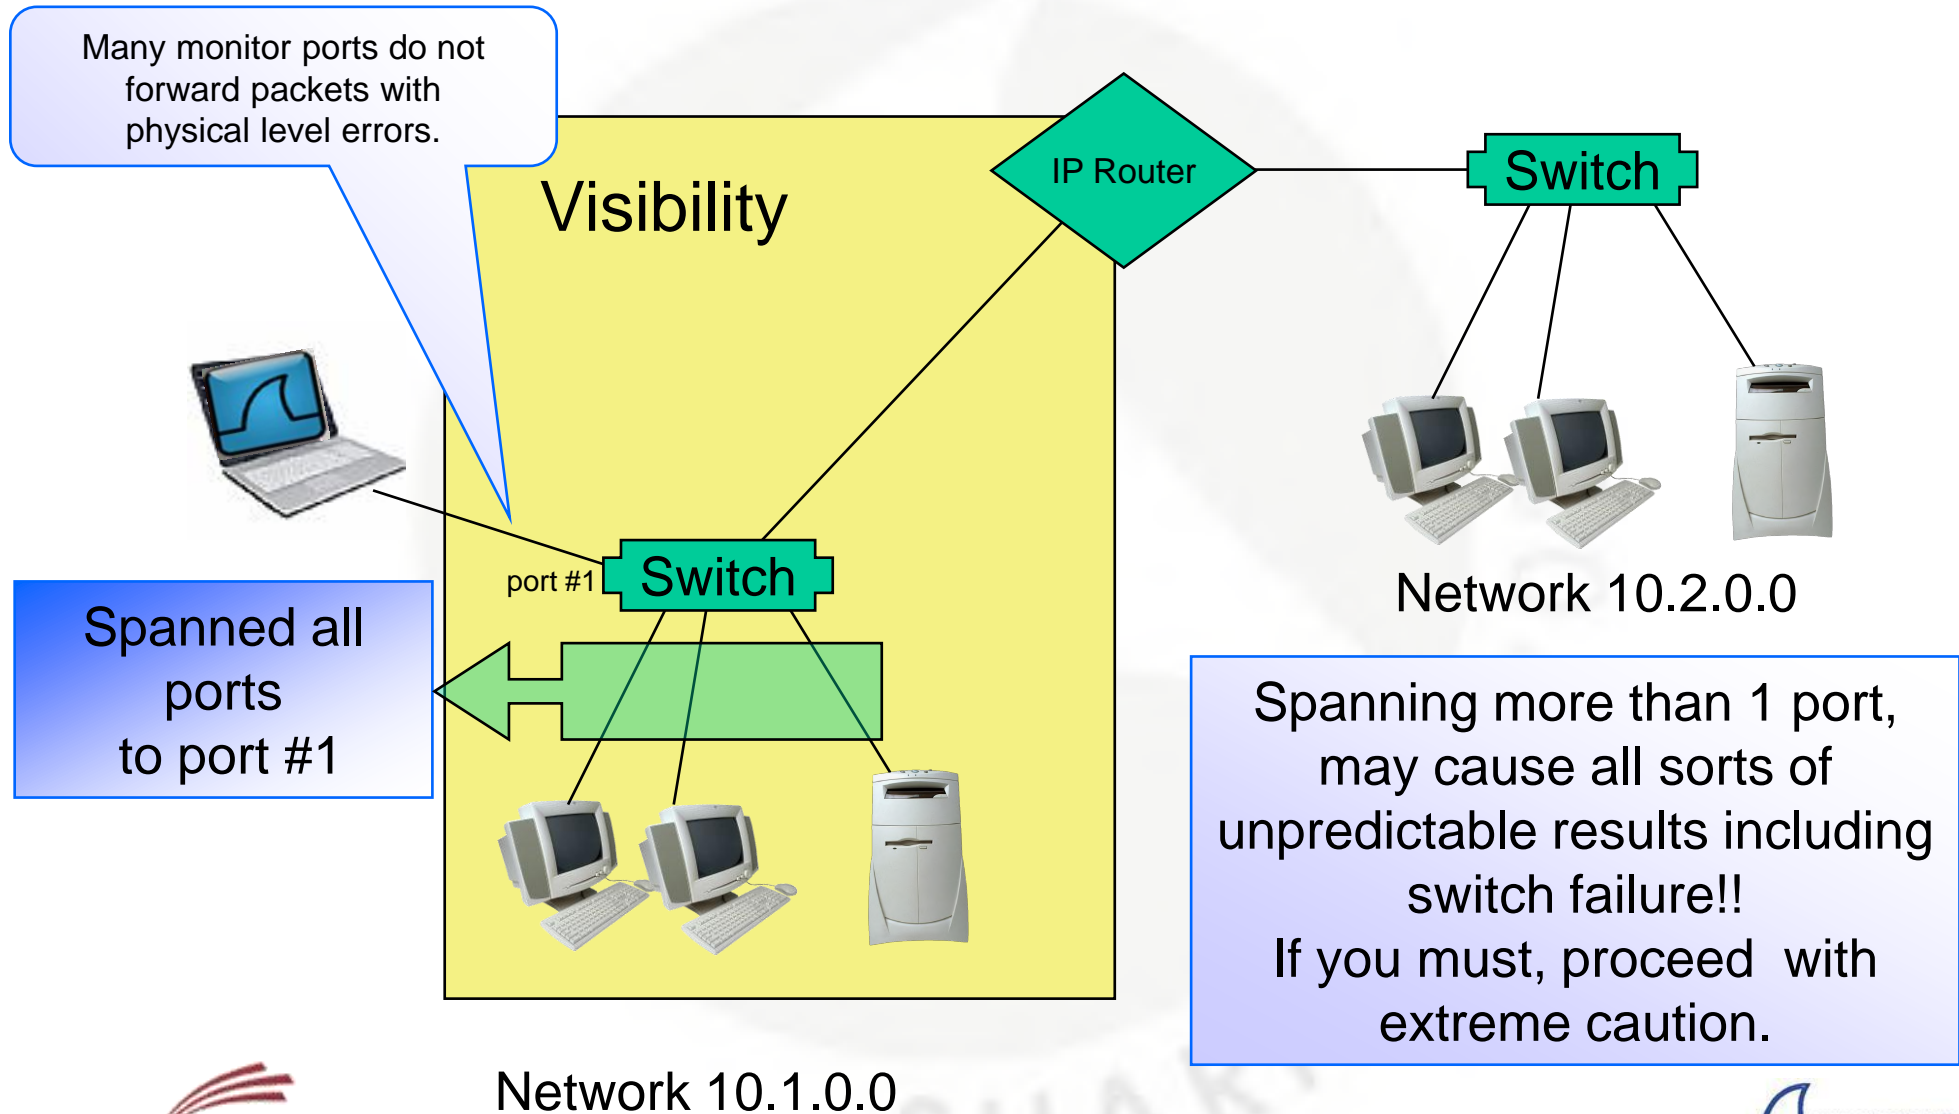 Many monitor ports do not
forward packets with
physical level errors.
Visibility
IP Router
Switch
port #1
Switch
Network 10.2.0.0
Spanned all
ports
to port #1
Spanning more than 1 port,
may cause all sorts of
unpredictable results including
switch failure!!
If you must, proceed  with
extreme caution.
Network 10.1.0.0